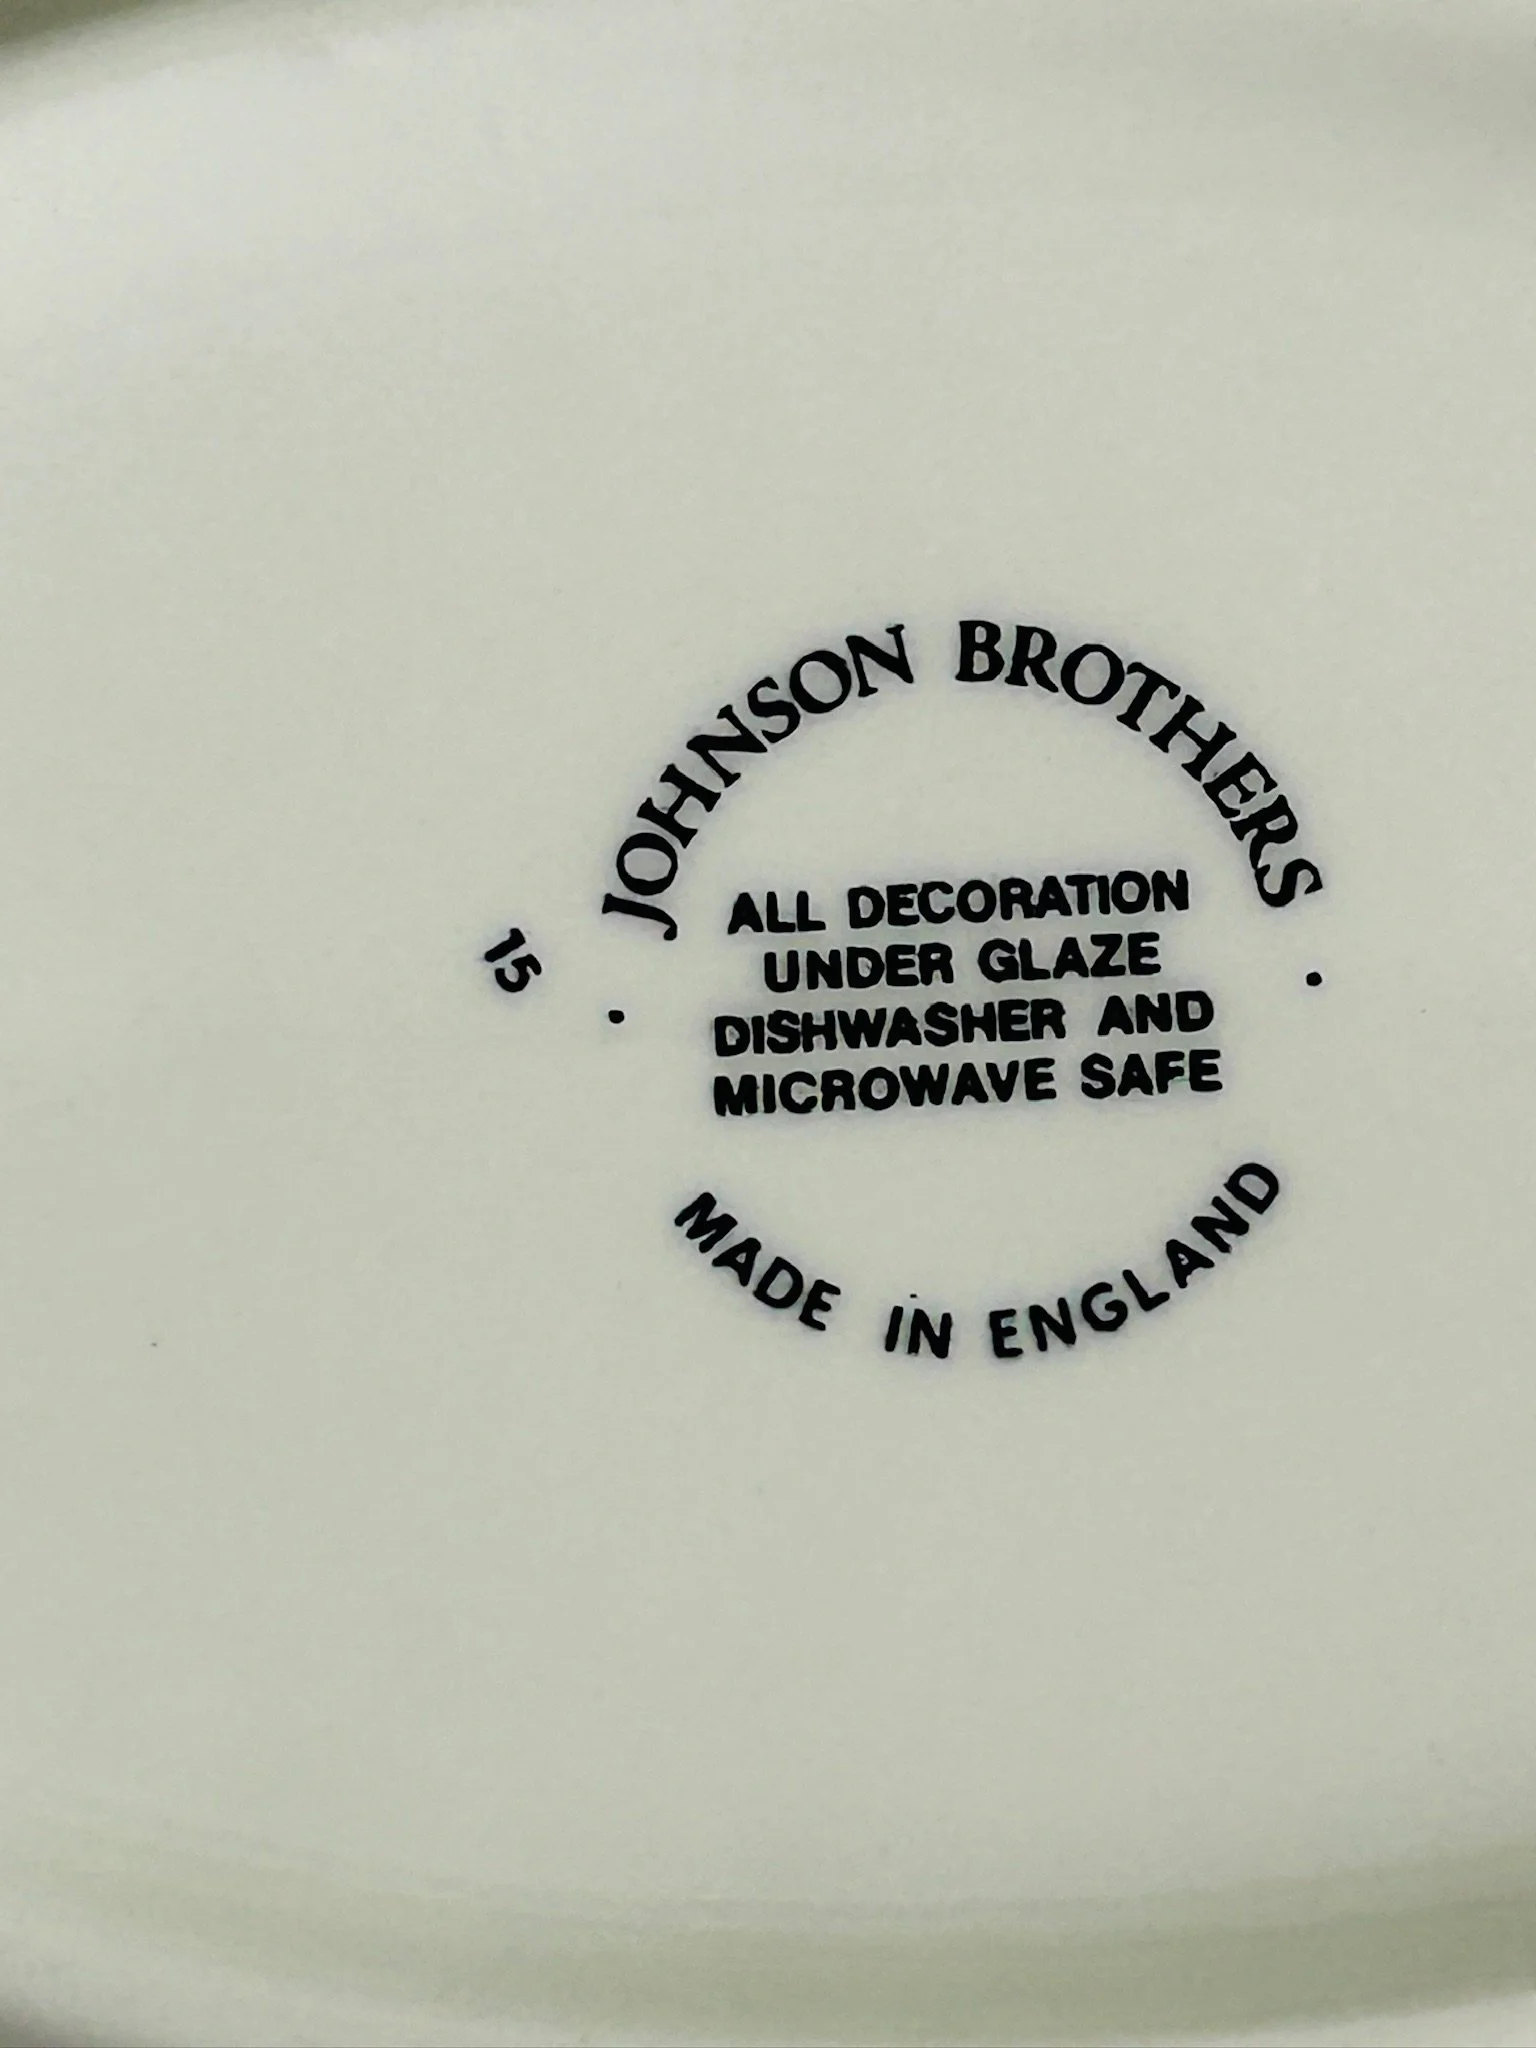 JOHNSON BROTHERS
15
ALL DECORATION
UNDER GLAZE
DISHWASHER AND
MICROWAVE SAFE
MADE IN ENGLAND